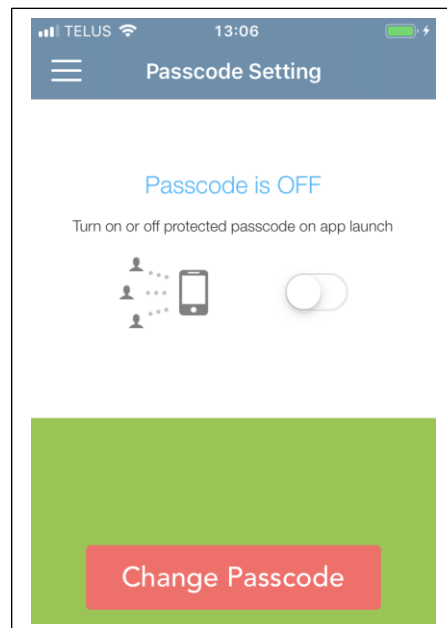 TELUS 13:06
Passcode Setting
Passcode is OFF
Turn on or off protected passcode on app launch
Change Passcode